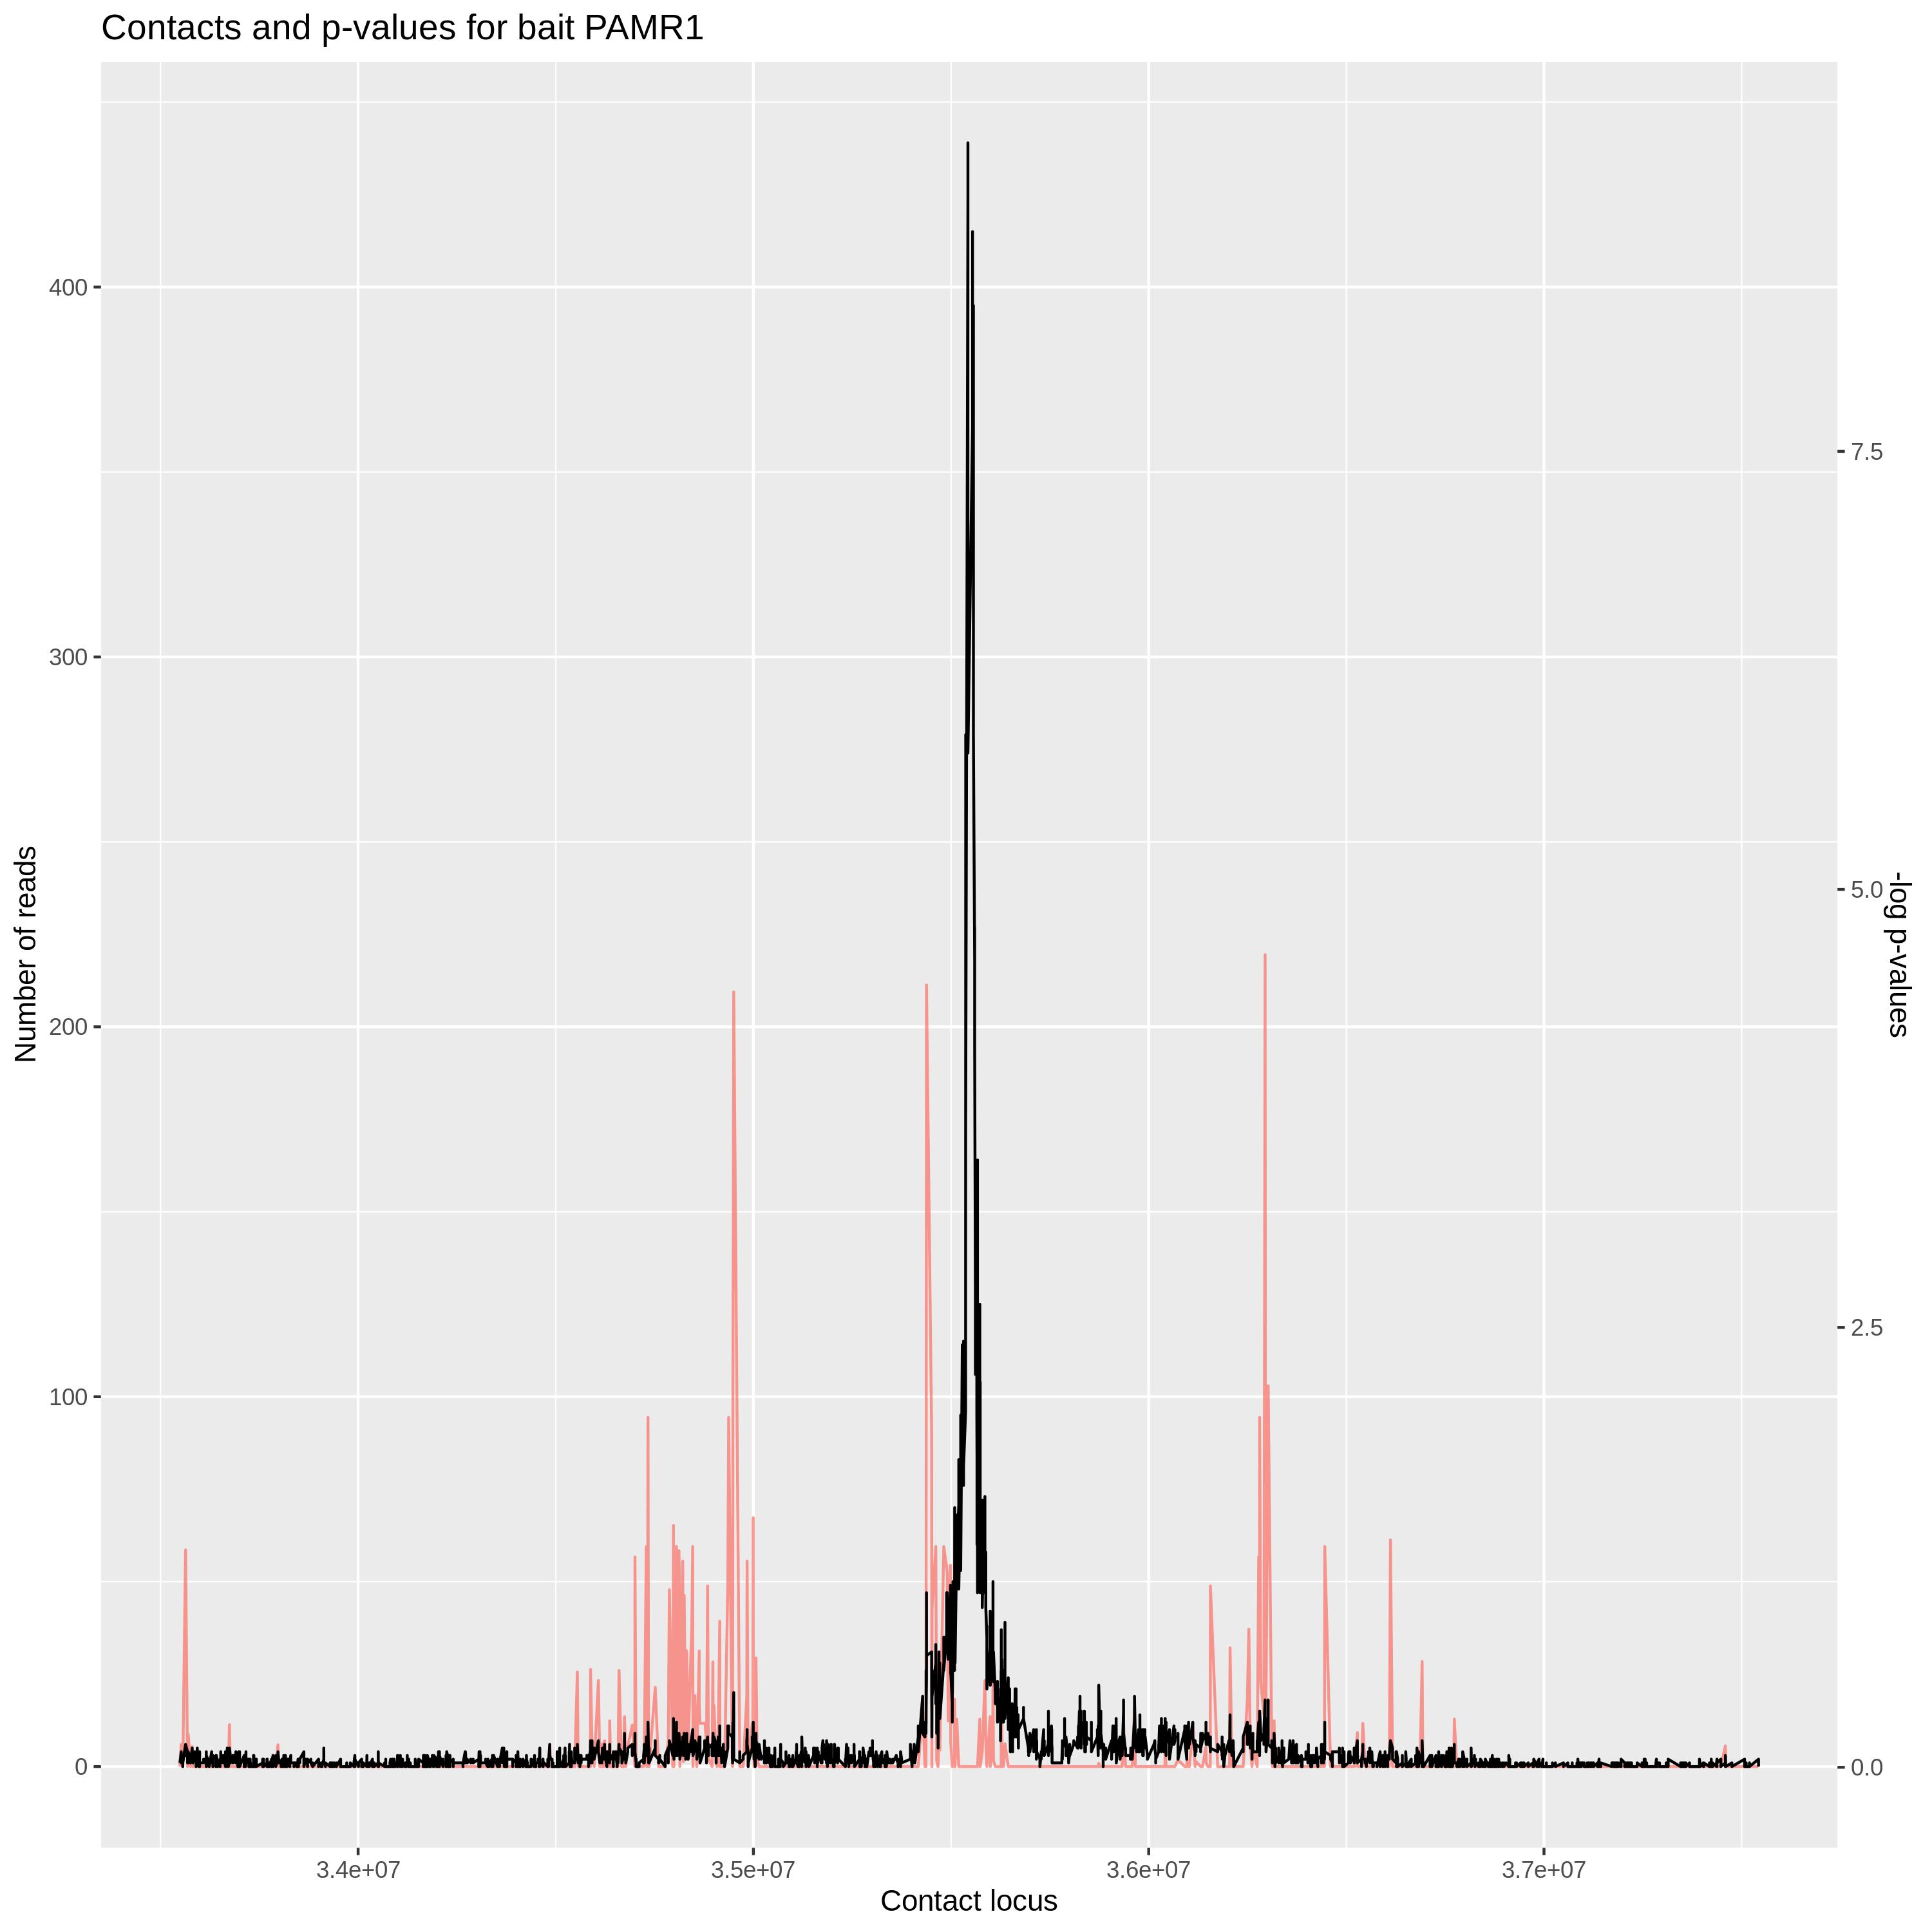 Contacts and p-values for bait PAMR1
Number of reads
400
300
200
100
0
7.5
5.0
2.5
0.0
-log p-values
3.4e+07
3.5e+07
3.6e+07
3.7e+07
Contact locus